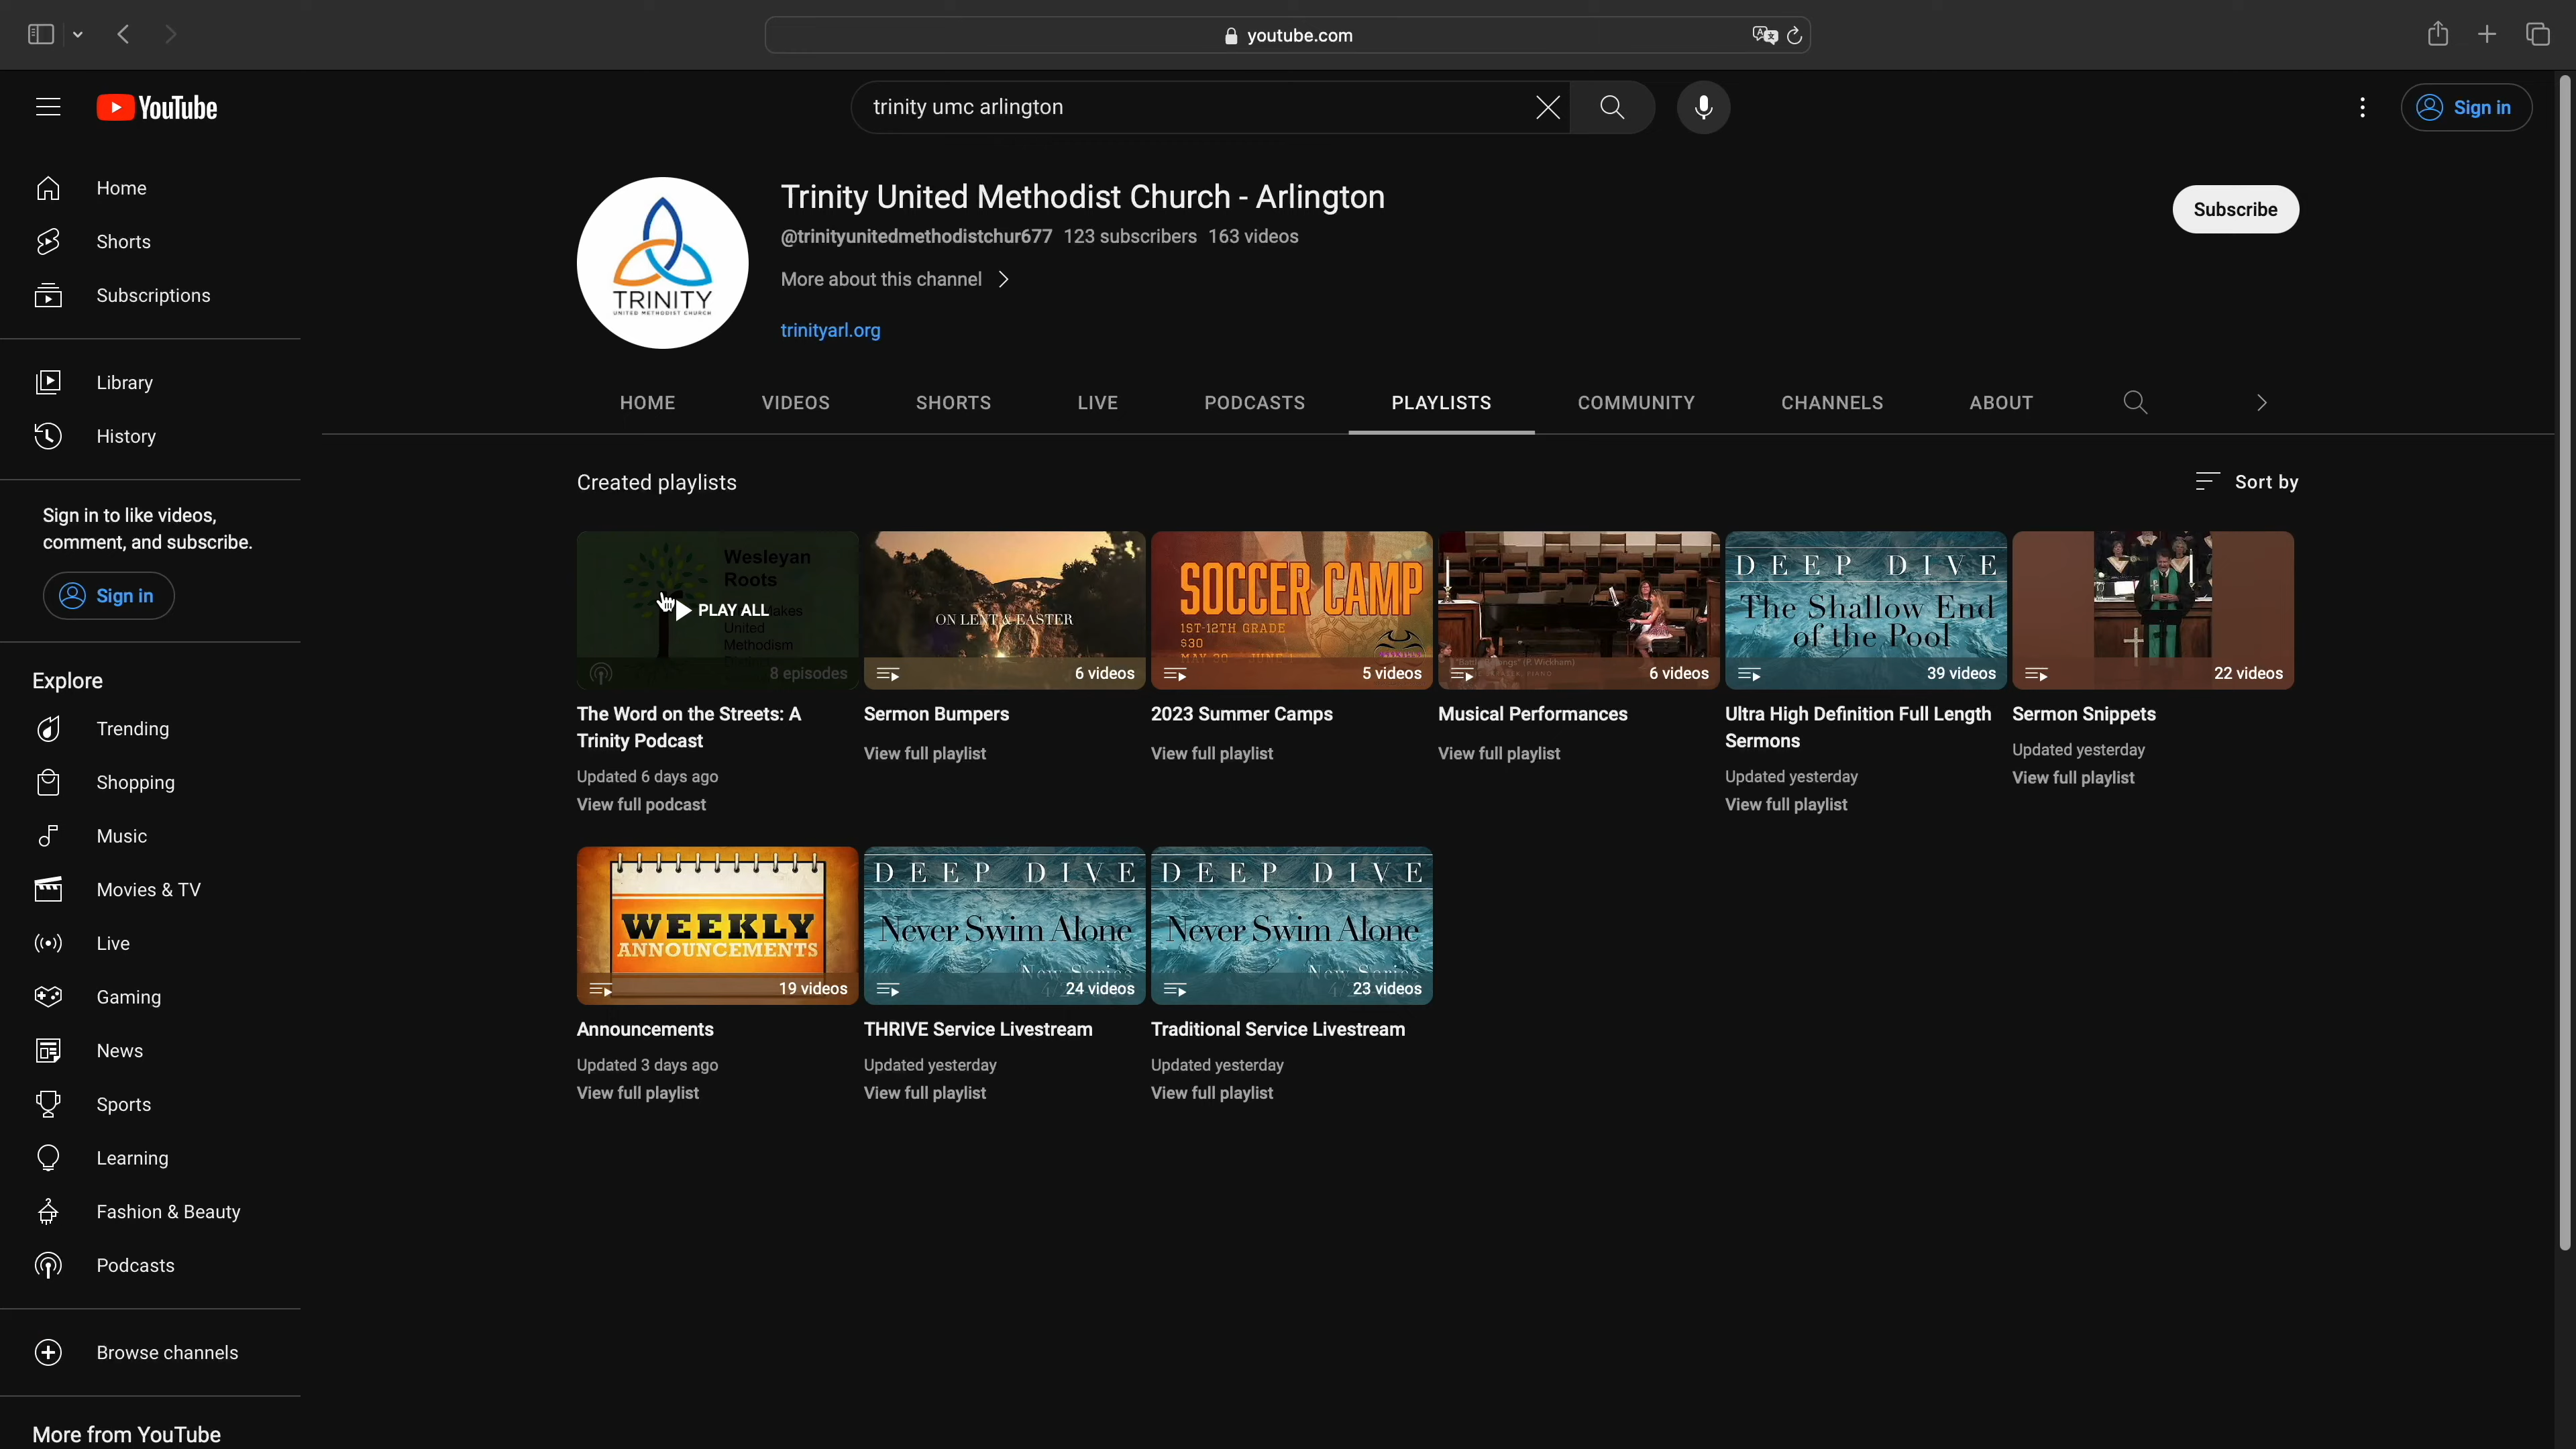 youtube.com
YouTube
trinity umc arlington
Sign in
Home
Shorts
Subscriptions
Library
History
Sign in to like videos,
comment, and subscribe.
Sign in
Explore
Trending
Shopping
Music
Movies & TV
Live
Gaming
News
Sports
Learning
Fashion & Beauty
Podcasts
Browse channels
More from YouTube
TRINITY
UNITED METHODIST CHURCH
Trinity United Methodist Church - Arlington
@trinityunitedmethodistchur677 123 subscribers 163 videos
More about this channel
trinityarl.org
Subscribe
HOME VIDEOS SHORTS LIVE PODCASTS PLAYLISTS COMMUNITY CHANNELS ABOUT
Created playlists
Sort by
Wesleyan
Roots
PLAY ALL
United
Methodism
8 episodes
The Word on the Streets: A
Trinity Podcast
Updated 6 days ago
View full podcast
ON LENT & EASTER
6 videos
Sermon Bumpers
View full playlist
SOCCER CAMP
1ST-12TH GRADE
$30
5 videos
2023 Summer Camps
View full playlist
6 videos
Musical Performances
View full playlist
DEEP DIVE
The Shallow End
of the Pool
39 videos
Ultra High Definition Full Length
Sermons
Updated yesterday
View full playlist
22 videos
Sermon Snippets
Updated yesterday
View full playlist
WEEKLY
ANNOUNCEMENTS
19 videos
Announcements
Updated 3 days ago
View full playlist
DEEP DIVE
Never Swim Alone
New Series
24 videos
THRIVE Service Livestream
Updated yesterday
View full playlist
DEEP DIVE
Never Swim Alone
New Series
23 videos
Traditional Service Livestream
Updated yesterday
View full playlist